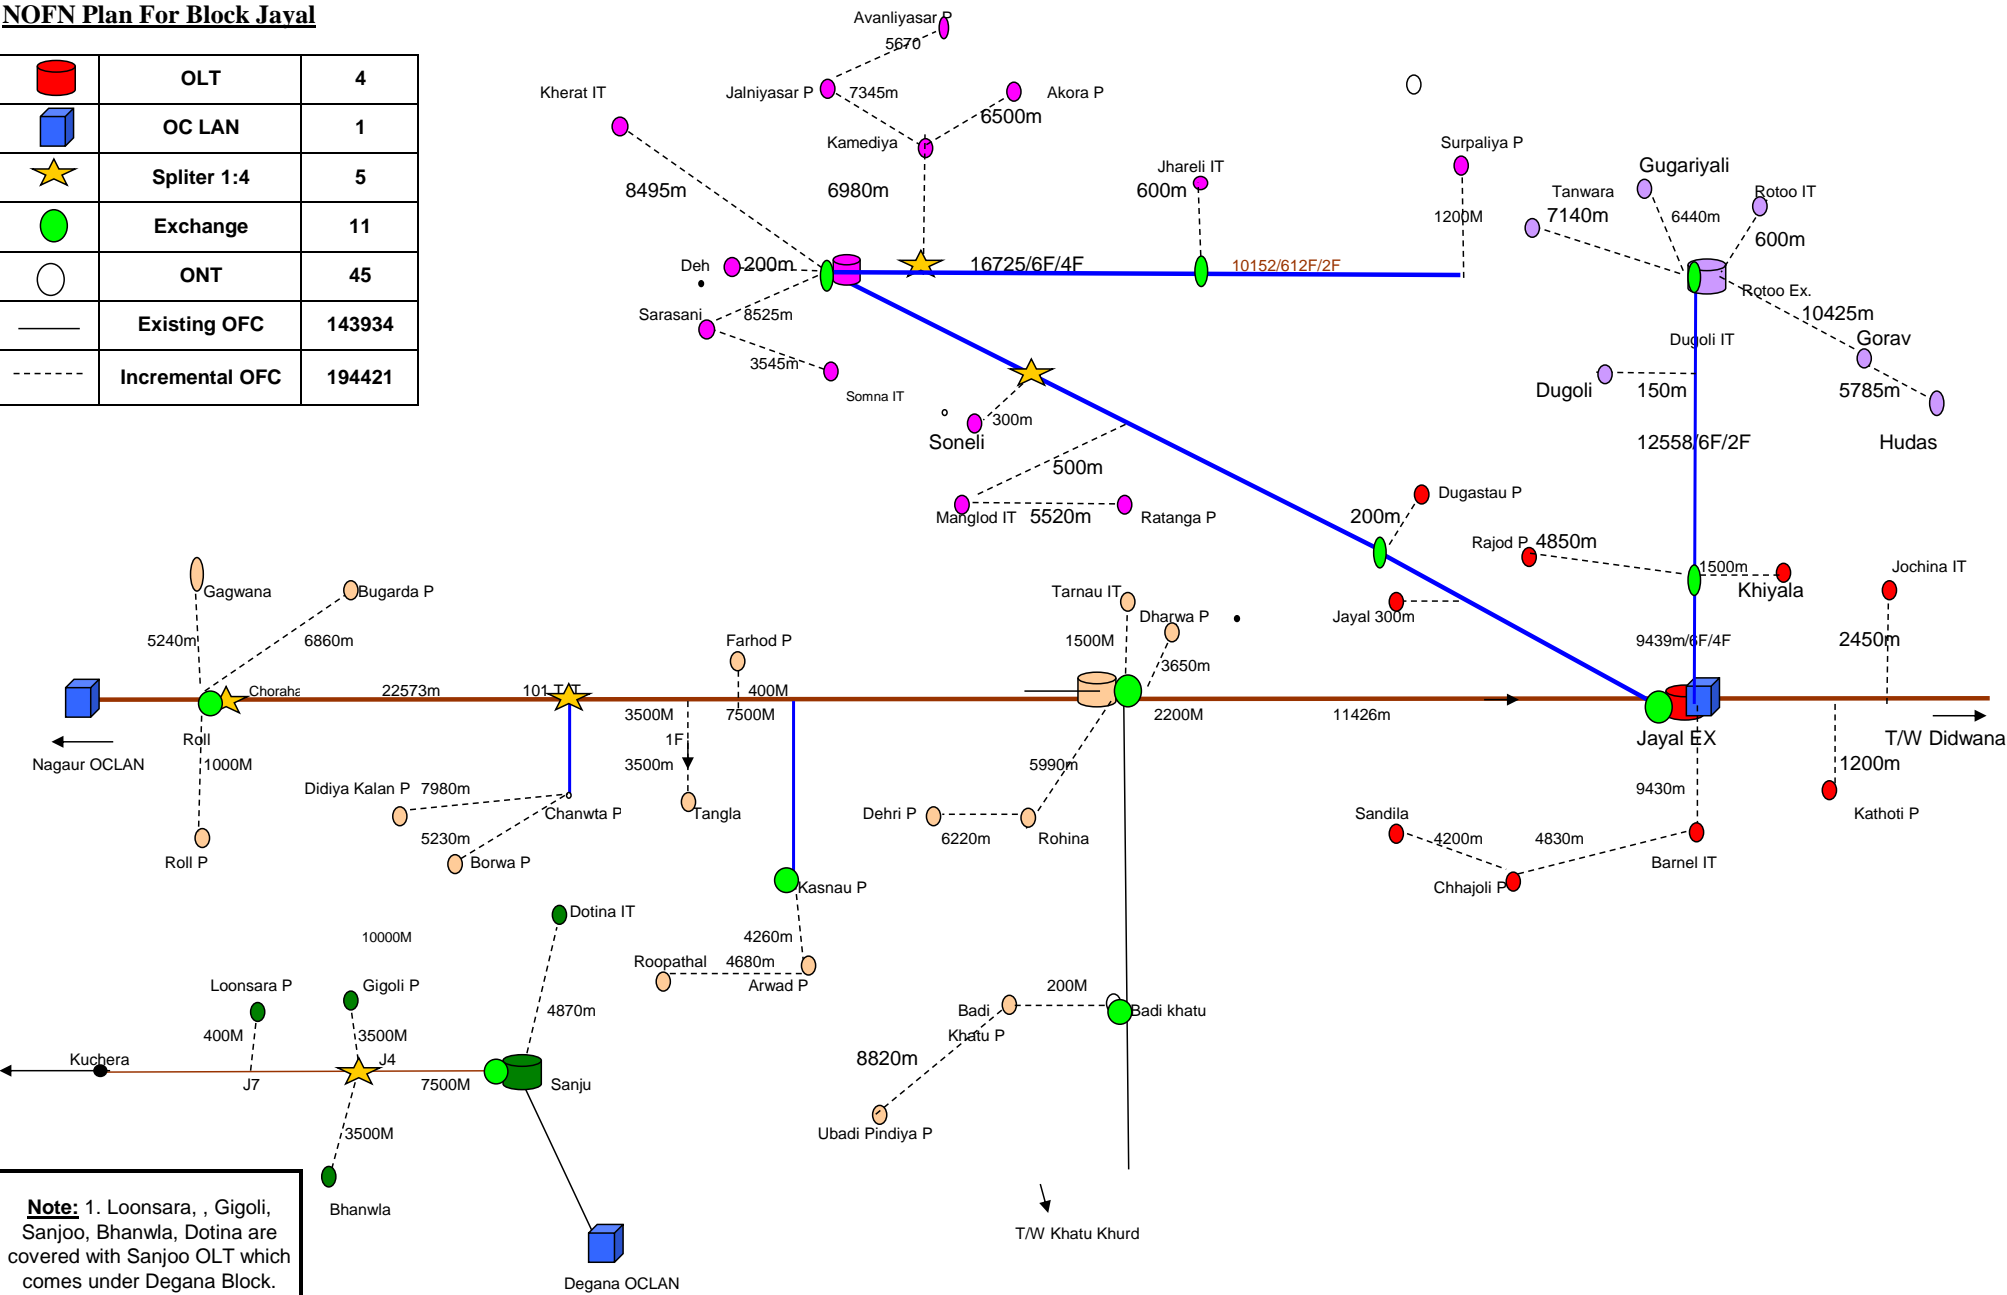 NOFN Plan For Block Jayal
OLT 4
OC LAN 1
Spliter 1:4 5
Exchange 11
ONT 45
Existing OFC 143934
Incremental OFC 194421
Avanliyasar P
5670
Kherat IT
Jalniyasar P
7345m
Akora P
6500m
Kamediya
Surpaliya P
8495m
6980m
Jhareli IT
600m
1200M
Gugariyali
Tanwara
7140m
6440m
Rotoo IT
600m
Deh
200m
16725/6F/4F
10152/612F/2F
Rotoo Ex.
10425m
Sarasani
8525m
3545m
Somna IT
Dugoli IT
Gorav
Dugoli
150m
5785m
300m
Soneli
12558/6F/2F
Hudas
500m
Manglod IT
5520m
Ratanga P
Dugastau P
200m
Rajod P
4850m
1500m
Khiyala
Jochina IT
Gagwana
Bugarda P
Tarnau IT
Dharwa P
Jayal 300m
5240m
6860m
Farhod P
1500M
3650m
9439m/6F/4F
2450m
Choraha
22573m
101 T/T
400M
3500M
7500M
2200M
11426m
Roll
1F
Jayal EX
T/W Didwana
Nagaur OCLAN
1000M
3500m
5990m
1200m
Didiya Kalan P
7980m
Chanwta P
Tangla
9430m
Dehri P
Rohina
6220m
Sandila
4200m
4830m
Kathoti P
5230m
Roll P
Borwa P
Barnel IT
Chhajoli P
Kasnau P
Dotina IT
10000M
4260m
Roopathal
4680m
Arwad P
Loonsara P
Gigoli P
4870m
200M
Badi
Khatu P
Badi khatu
400M
3500M
Kuchera
J4
J7
7500M
Sanju
8820m
3500M
Ubadi Pindiya P
Bhanwla
T/W Khatu Khurd
Degana OCLAN
Note: 1. Loonsara, , Gigoli,
Sanjoo, Bhanwla, Dotina are
covered with Sanjoo OLT which
comes under Degana Block.